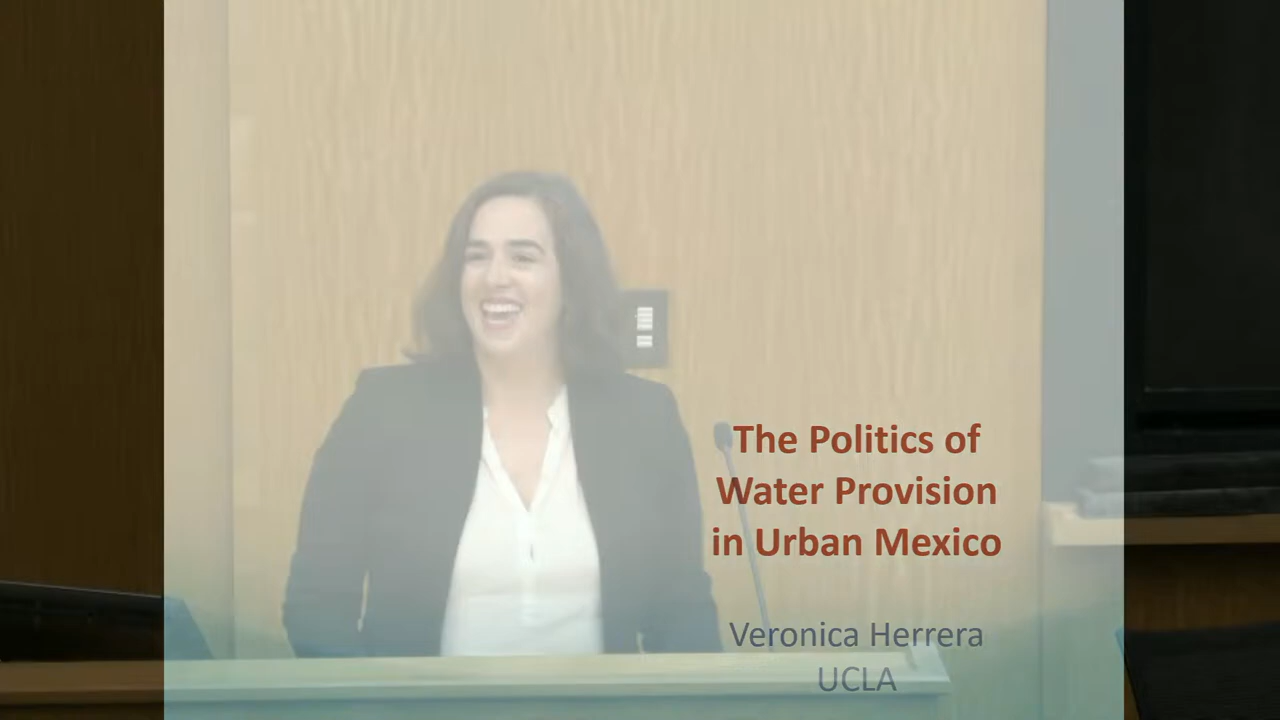 The Politics of
Water Provision
in Urban Mexico
Veronica Herrera
UCLA